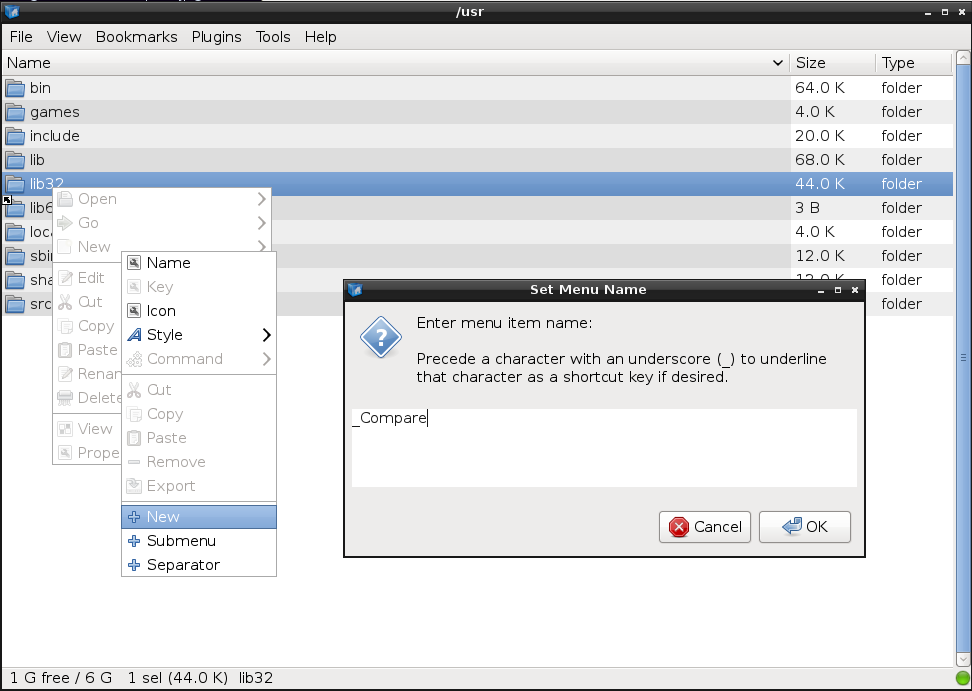 /usr
File View Bookmarks Plugins Tools Help
Name Size Type
bin 64.0 K folder
games 4.0 K folder
include 20.0 K folder
lib 68.0 K folder
lib32 44.0 K folder
lib6 3 B folder
loca 4.0 K folder
sbi 12.0 K folder
sha 12.0 K folder
src folder
Open
Go
New
Edit
Cut
Copy
Paste
Renam
Delete
View
Prope
Name
Key
Icon
Style
Command
Cut
Copy
Paste
Remove
Export
New
Submenu
Separator
Set Menu Name
Enter menu item name:
Precede a character with an underscore (_) to underline
that character as a shortcut key if desired.
_Compare
Cancel OK
1 G free / 6 G 1 sel (44.0 K) lib32